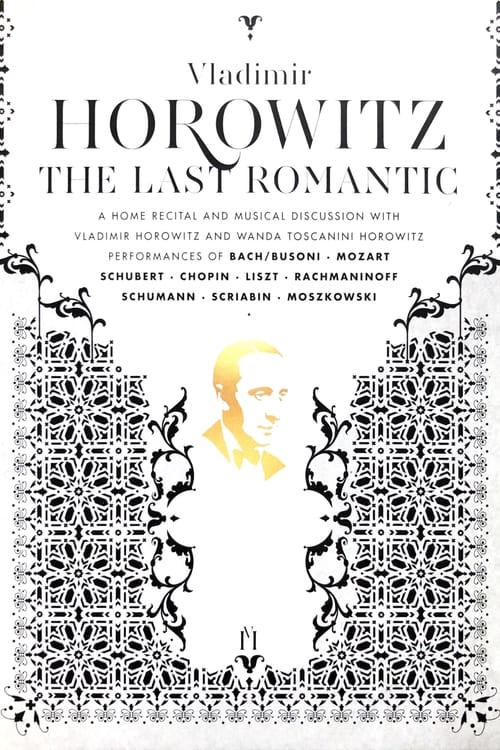 Vladimir
HOROWITZ
THE LAST ROMANTIC
A HOME RECITAL AND MUSICAL DISCUSSION WITH
VLADIMIR HOROWITZ AND WANDA TOSCANINI HOROWITZ
PERFORMANCES OF BACH/BUSONI · MOZART
SCHUBERT · CHOPIN · LISZT · RACHMANINOFF
SCHUMANN · SCRIABIN · MOSZKOWSKI